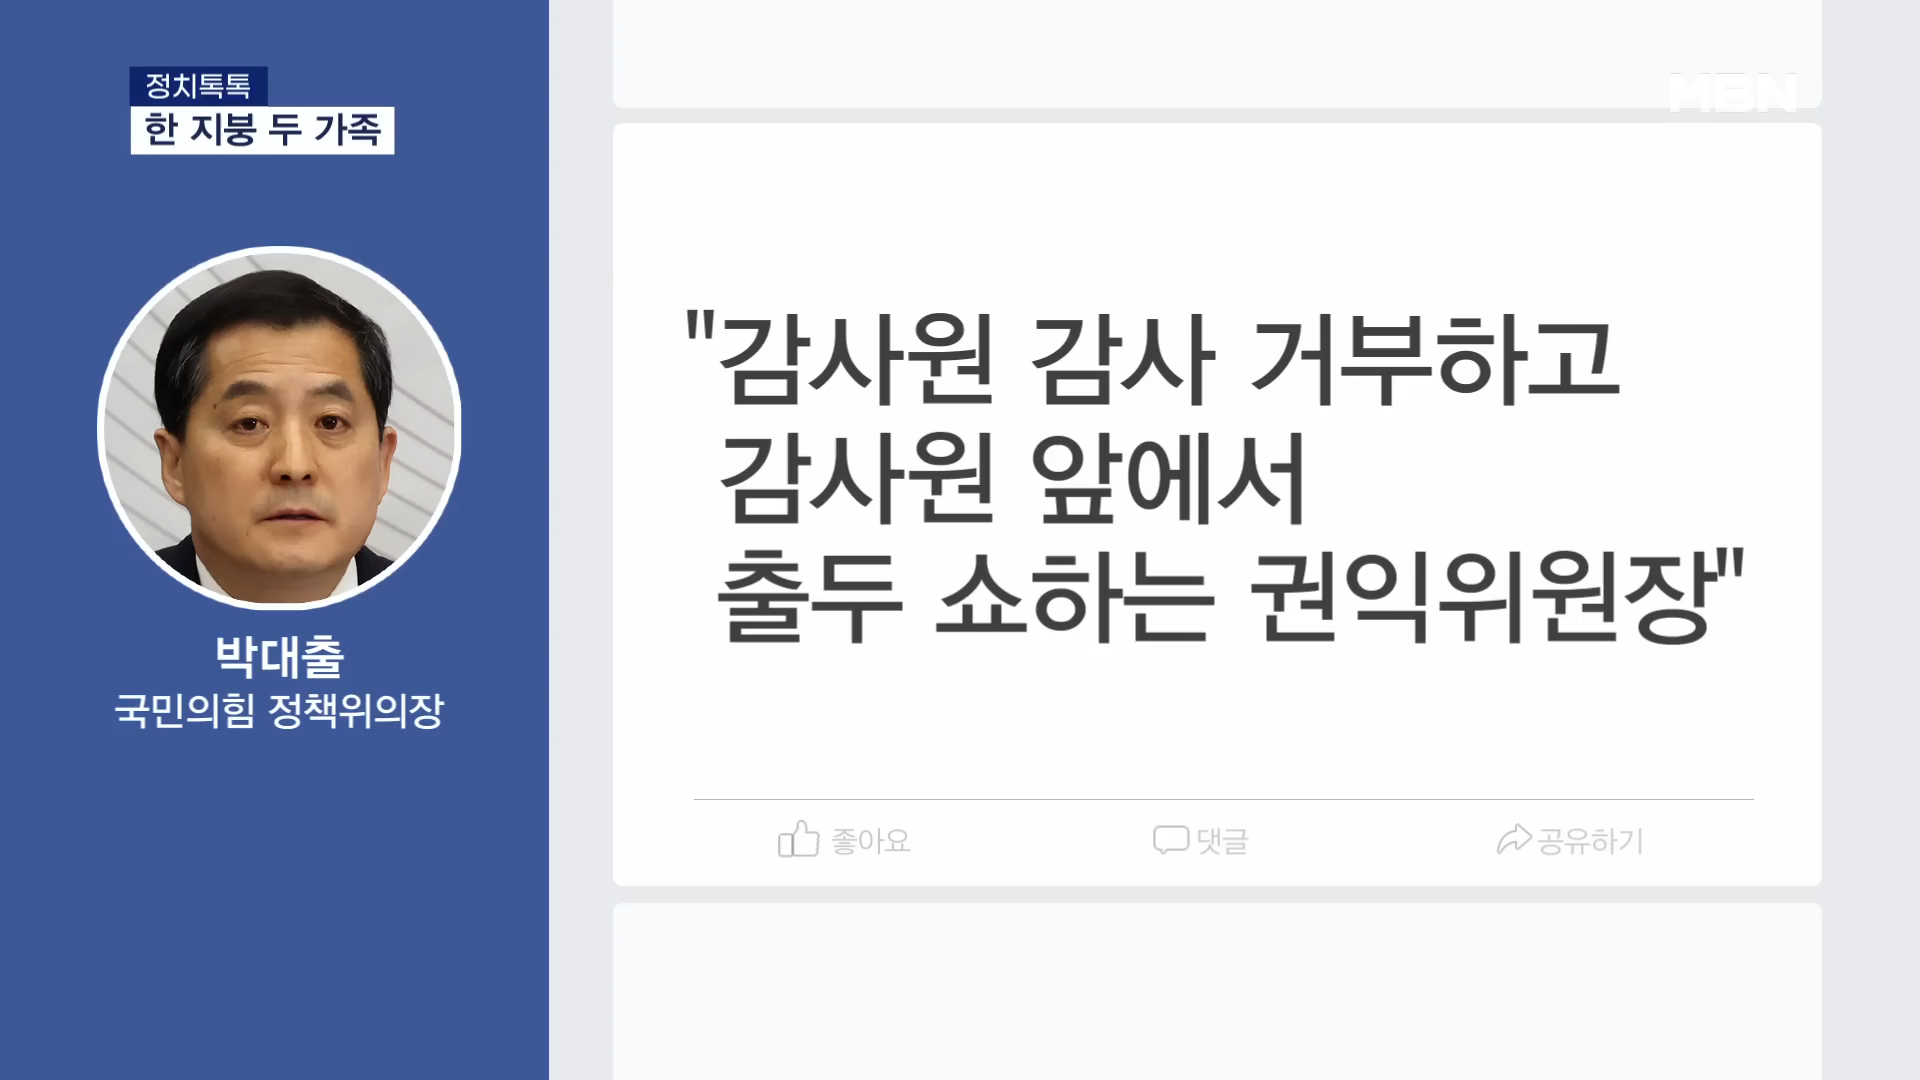 정치톡톡
한 지붕 두 가족
MBN
박대출
국민의힘 정책위의장
"감사원 감사 거부하고
감사원 앞에서
출두 쇼하는 권익위원장"
좋아요
댓글
공유하기